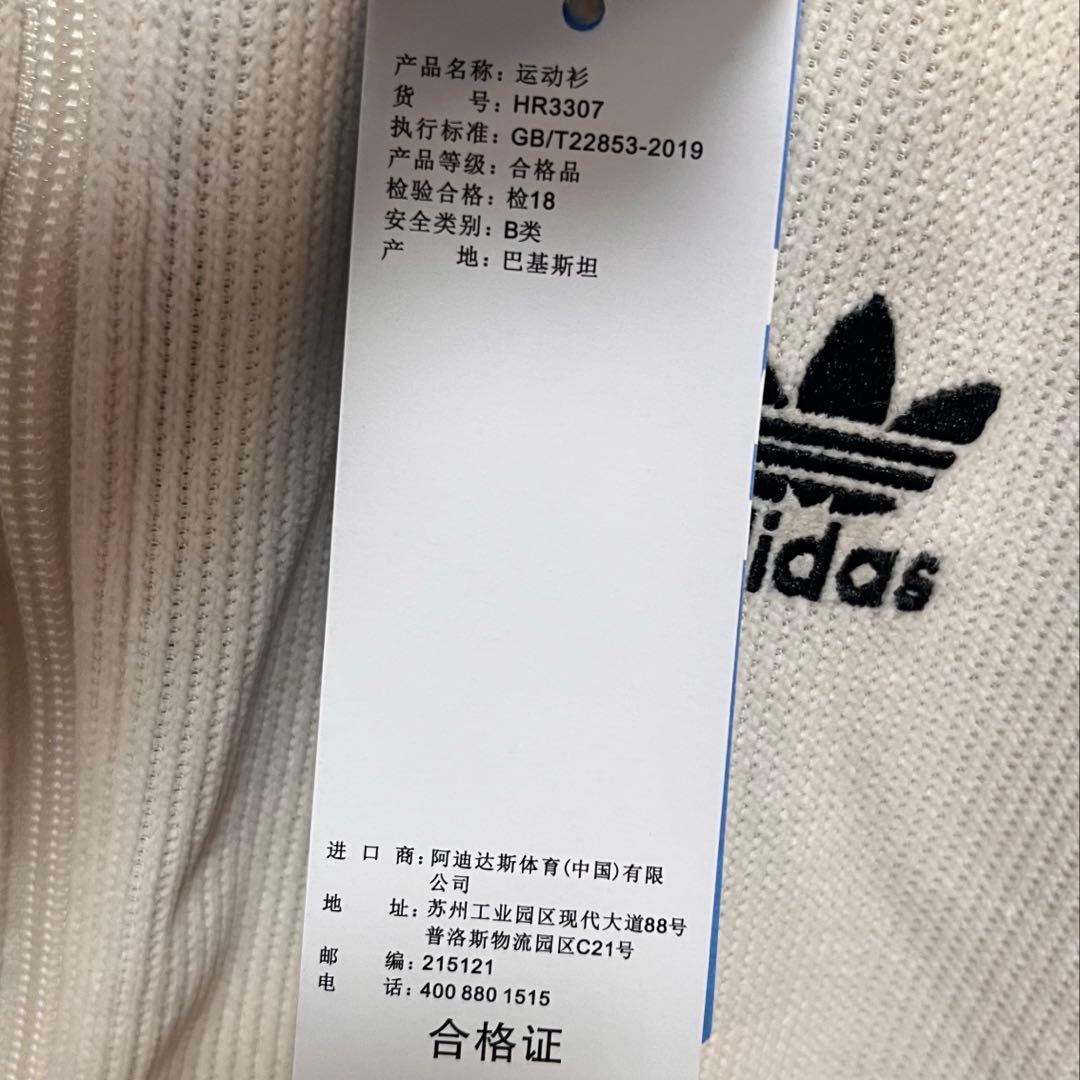 产品名称：运动衫
货 号：HR3307
执行标准：GB/T22853-2019
产品等级：合格品
检验合格：检18
安全类别：B类
产 地：巴基斯坦
idas
进口商：阿迪达斯体育(中国)有限
公司
地 址：苏州工业园区现代大道88号
普洛斯物流园区C21号
邮 编：215121
电 话：400 880 1515
合格证